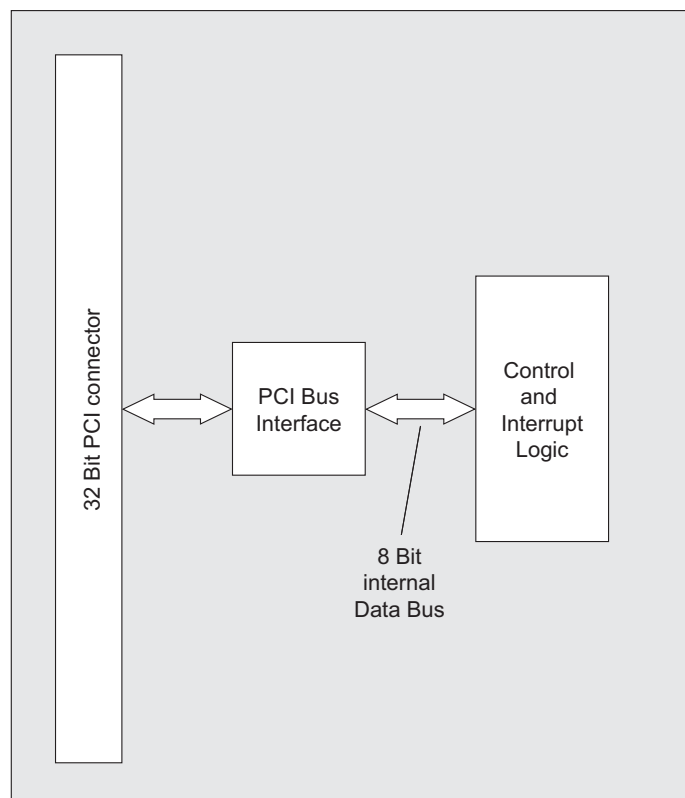 32 Bit PCI connector
PCI Bus
Interface
Control
and
Interrupt
Logic
8 Bit
internal
Data Bus